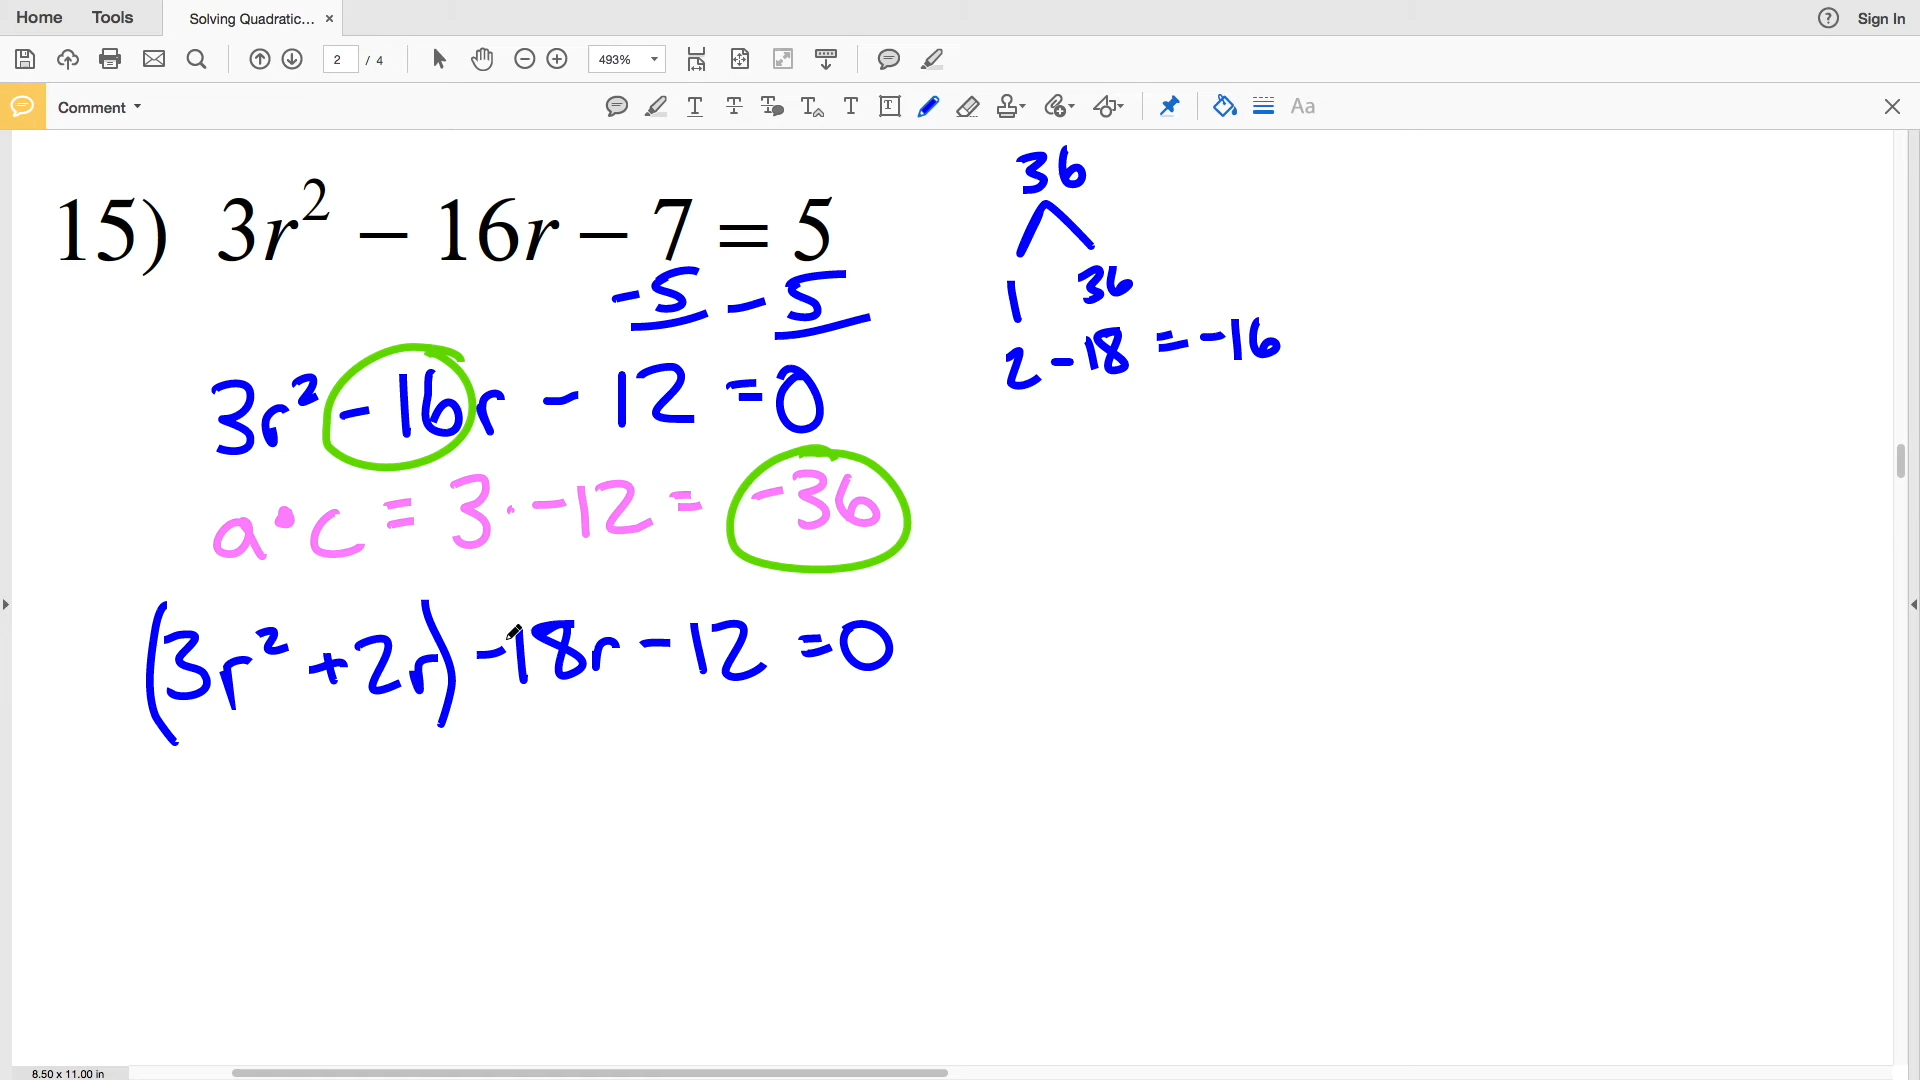 Home Tools Solving Quadratic... × ? Sign In
2 / 4 493%
Comment T T T T T T Aa
15) 3r² − 16r − 7 = 5
-5 - 5
3r² - 16r - 12 = 0
a • c = 3 · -12 = -36
(3r² + 2r) - 18r - 12 = 0
36
1 36
2 - 18 = -16
8.50 x 11.00 in